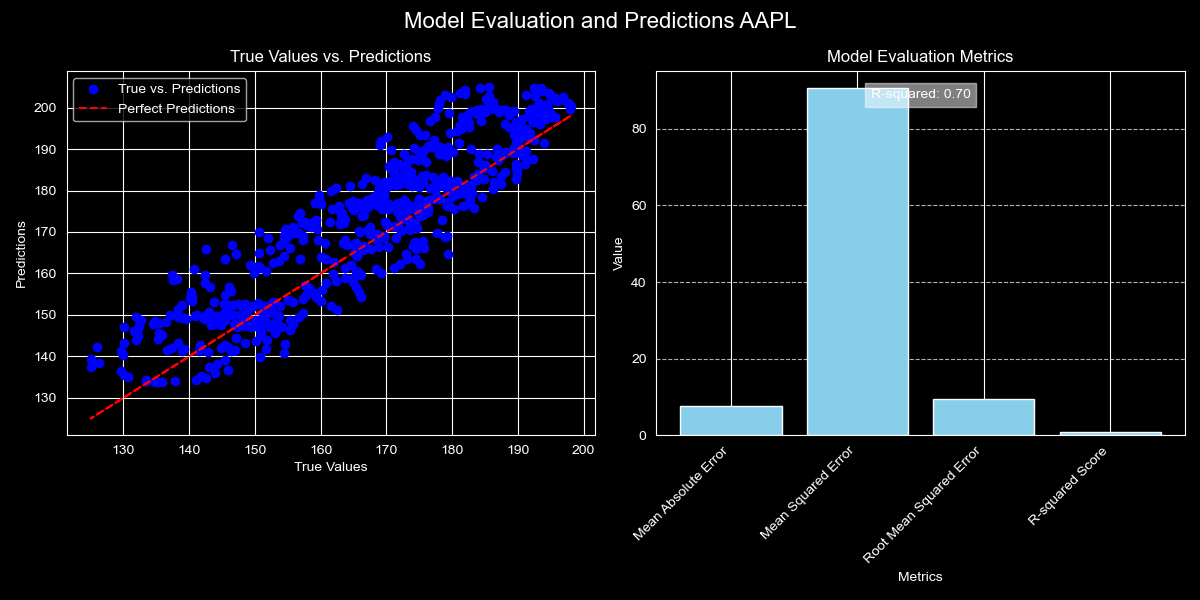 Model Evaluation and Predictions AAPL
True Values vs. Predictions
True vs. Predictions
Perfect Predictions
200
190
180
170
160
150
140
130
Predictions
130 140 150 160 170 180 190 200
True Values
Model Evaluation Metrics
R-squared: 0.70
80
60
40
20
0
Value
Mean Absolute Error
Mean Squared Error
Root Mean Squared Error
R-squared Score
Metrics